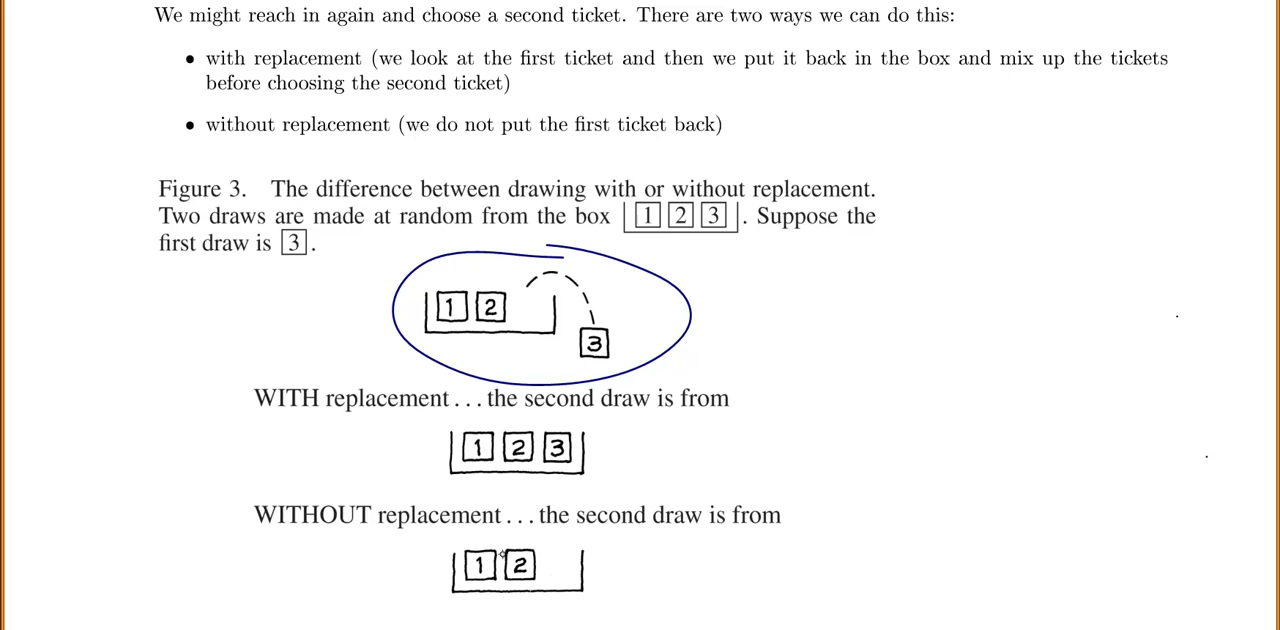 We might reach in again and choose a second ticket. There are two ways we can do this:
• with replacement (we look at the first ticket and then we put it back in the box and mix up the tickets
before choosing the second ticket)
• without replacement (we do not put the first ticket back)
Figure 3. The difference between drawing with or without replacement.
Two draws are made at random from the box 1 2 3 . Suppose the
first draw is 3 .
1 2
3
WITH replacement . . . the second draw is from
1 2 3
WITHOUT replacement . . . the second draw is from
1 2